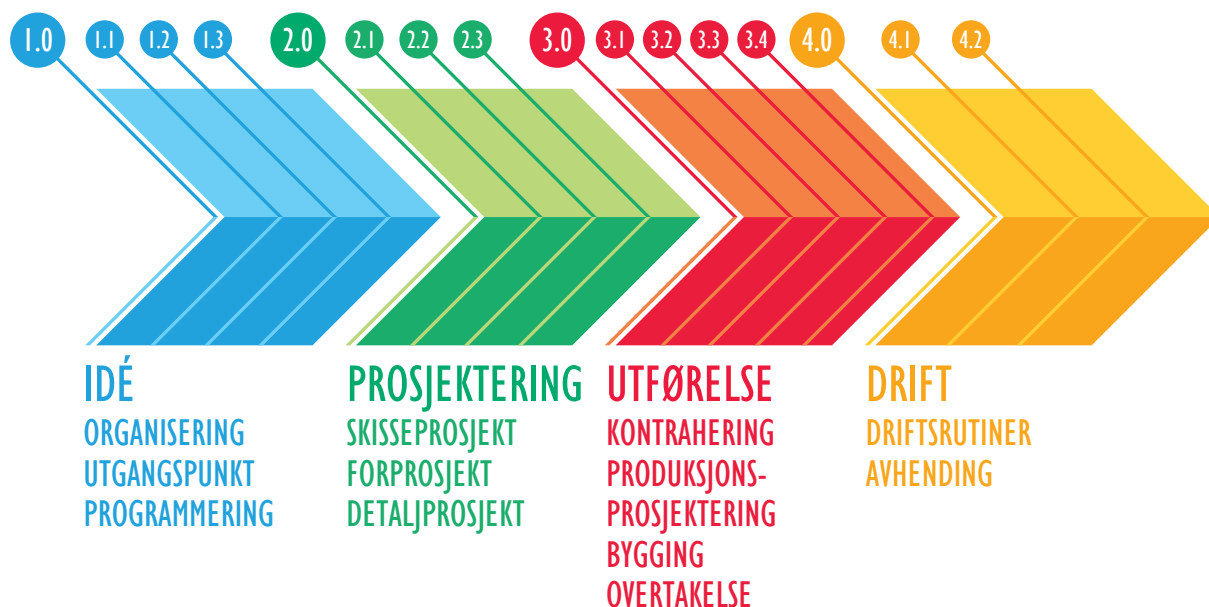 1.0 1.1 1.2 1.3 2.0 2.1 2.2 2.3 3.0 3.1 3.2 3.3 3.4 4.0 4.1 4.2
IDÉ
ORGANISERING
UTGANGSPUNKT
PROGRAMMERING
PROSJEKTERING
SKISSEPROSJEKT
FORPROSJEKT
DETALJPROSJEKT
UTFØRELSE
KONTRAHERING
PRODUKSJONS-
PROSJEKTERING
BYGGING
OVERTAKELSE
DRIFT
DRIFTSRUTINER
AVHENDING